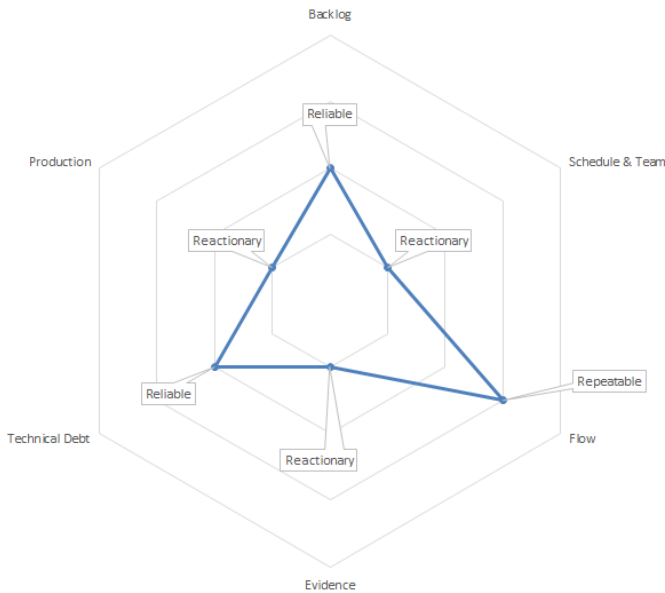 Backlog
Reliable
Production
Schedule & Team
Reactionary
Reactionary
Repeatable
Reliable
Technical Debt
Flow
Reactionary
Evidence